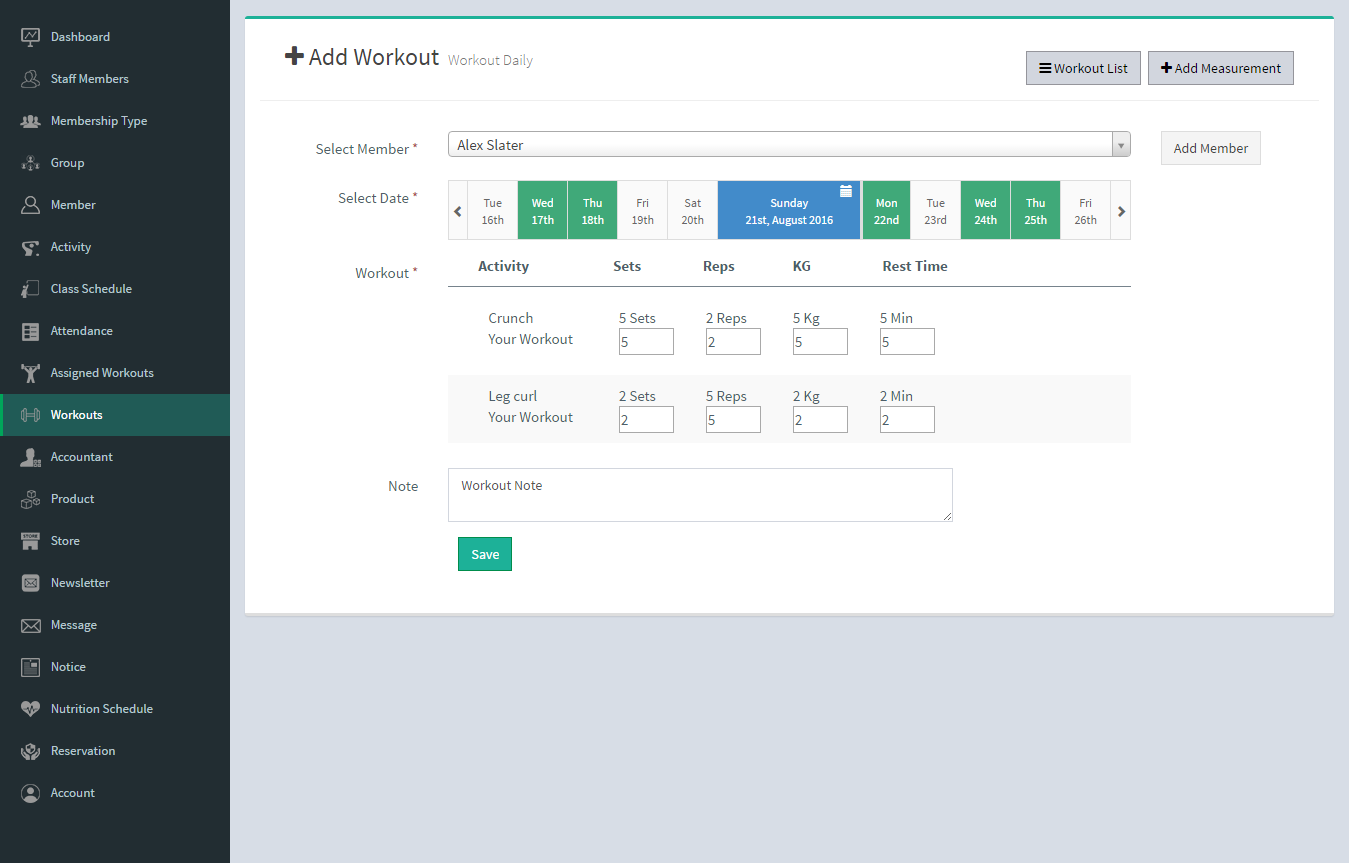 Dashboard
Staff Members
Membership Type
Group
Member
Activity
Class Schedule
Attendance
Assigned Workouts
Workouts
Accountant
Product
STORE
Store
Newsletter
Message
Notice
Nutrition Schedule
Reservation
Account
Add Workout Workout Daily
Workout List
Add Measurement
Select Member * Alex Slater Add Member
Select Date *
Tue 16th
Wed 17th
Thu 18th
Fri 19th
Sat 20th
Sunday 21st, August 2016
Mon 22nd
Tue 23rd
Wed 24th
Thu 25th
Fri 26th
Workout * Activity Sets Reps KG Rest Time
Crunch 5 Sets 2 Reps 5 Kg 5 Min
Your Workout 5 2 5 5
Leg curl 2 Sets 5 Reps 2 Kg 2 Min
Your Workout 2 5 2 2
Note Workout Note
Save